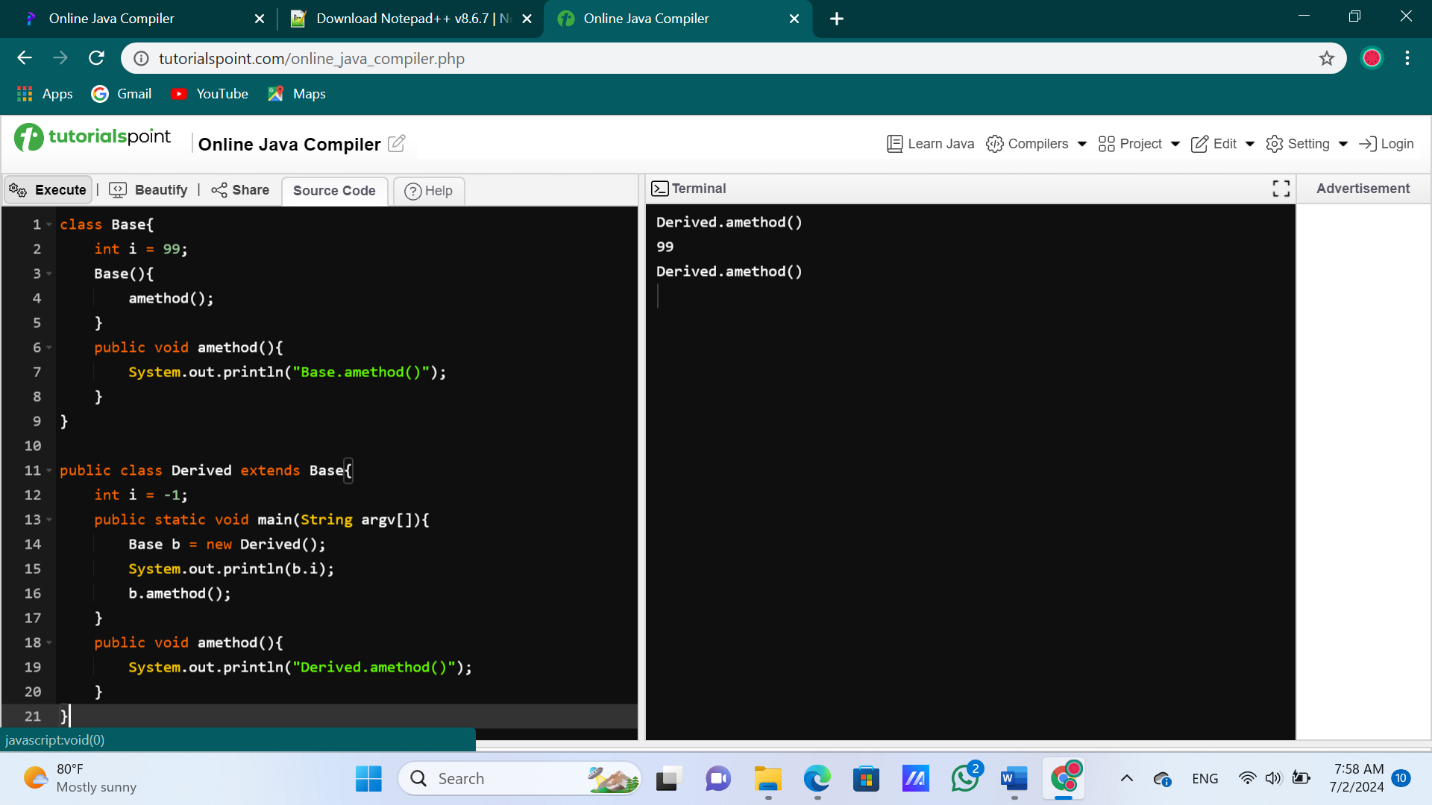 Online Java Compiler
Download Notepad++ v8.6.7 | N
Online Java Compiler
tutorialspoint.com/online_java_compiler.php
Apps Gmail YouTube Maps
tutorialspoint Online Java Compiler Learn Java Compilers Project Edit Setting Login
Execute | Beautify | Share Source Code Help
Terminal
Advertisement
1 class Base{
2 int i = 99;
3 Base(){
4 amethod();
5 }
6 public void amethod(){
7 System.out.println("Base.amethod()");
8 }
9 }
10
11 public class Derived extends Base{
12 int i = -1;
13 public static void main(String argv[]){
14 Base b = new Derived();
15 System.out.println(b.i);
16 b.amethod();
17 }
18 public void amethod(){
19 System.out.println("Derived.amethod()");
20 }
21 }
Derived.amethod()
99
Derived.amethod()
javascript:void(0)
80°F
Mostly sunny
Search
2
ENG
7:58 AM
7/2/2024
10